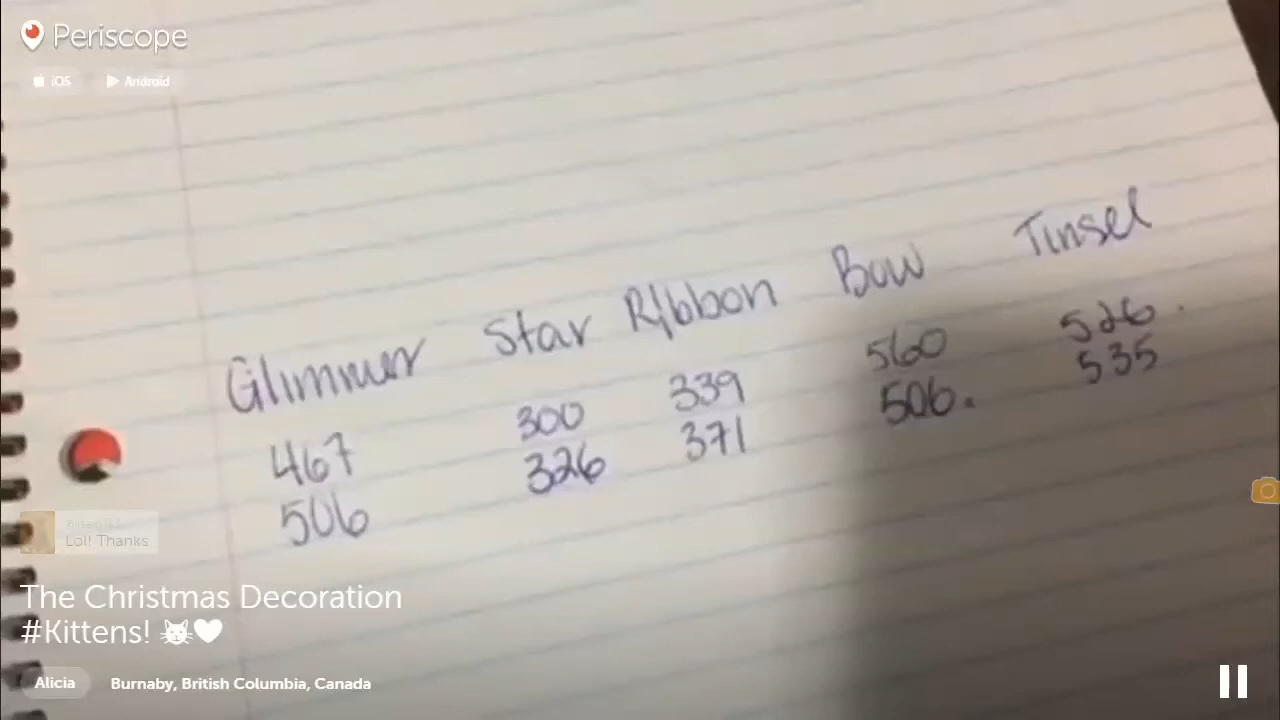 Periscope
iOS Android
Glimmer Star Ribbon Bow Tinsel
467 300 339 560 526.
506 326 371 506. 535
Lol! Thanks
The Christmas Decoration
#Kittens! 😺❤
Alicia Burnaby, British Columbia, Canada